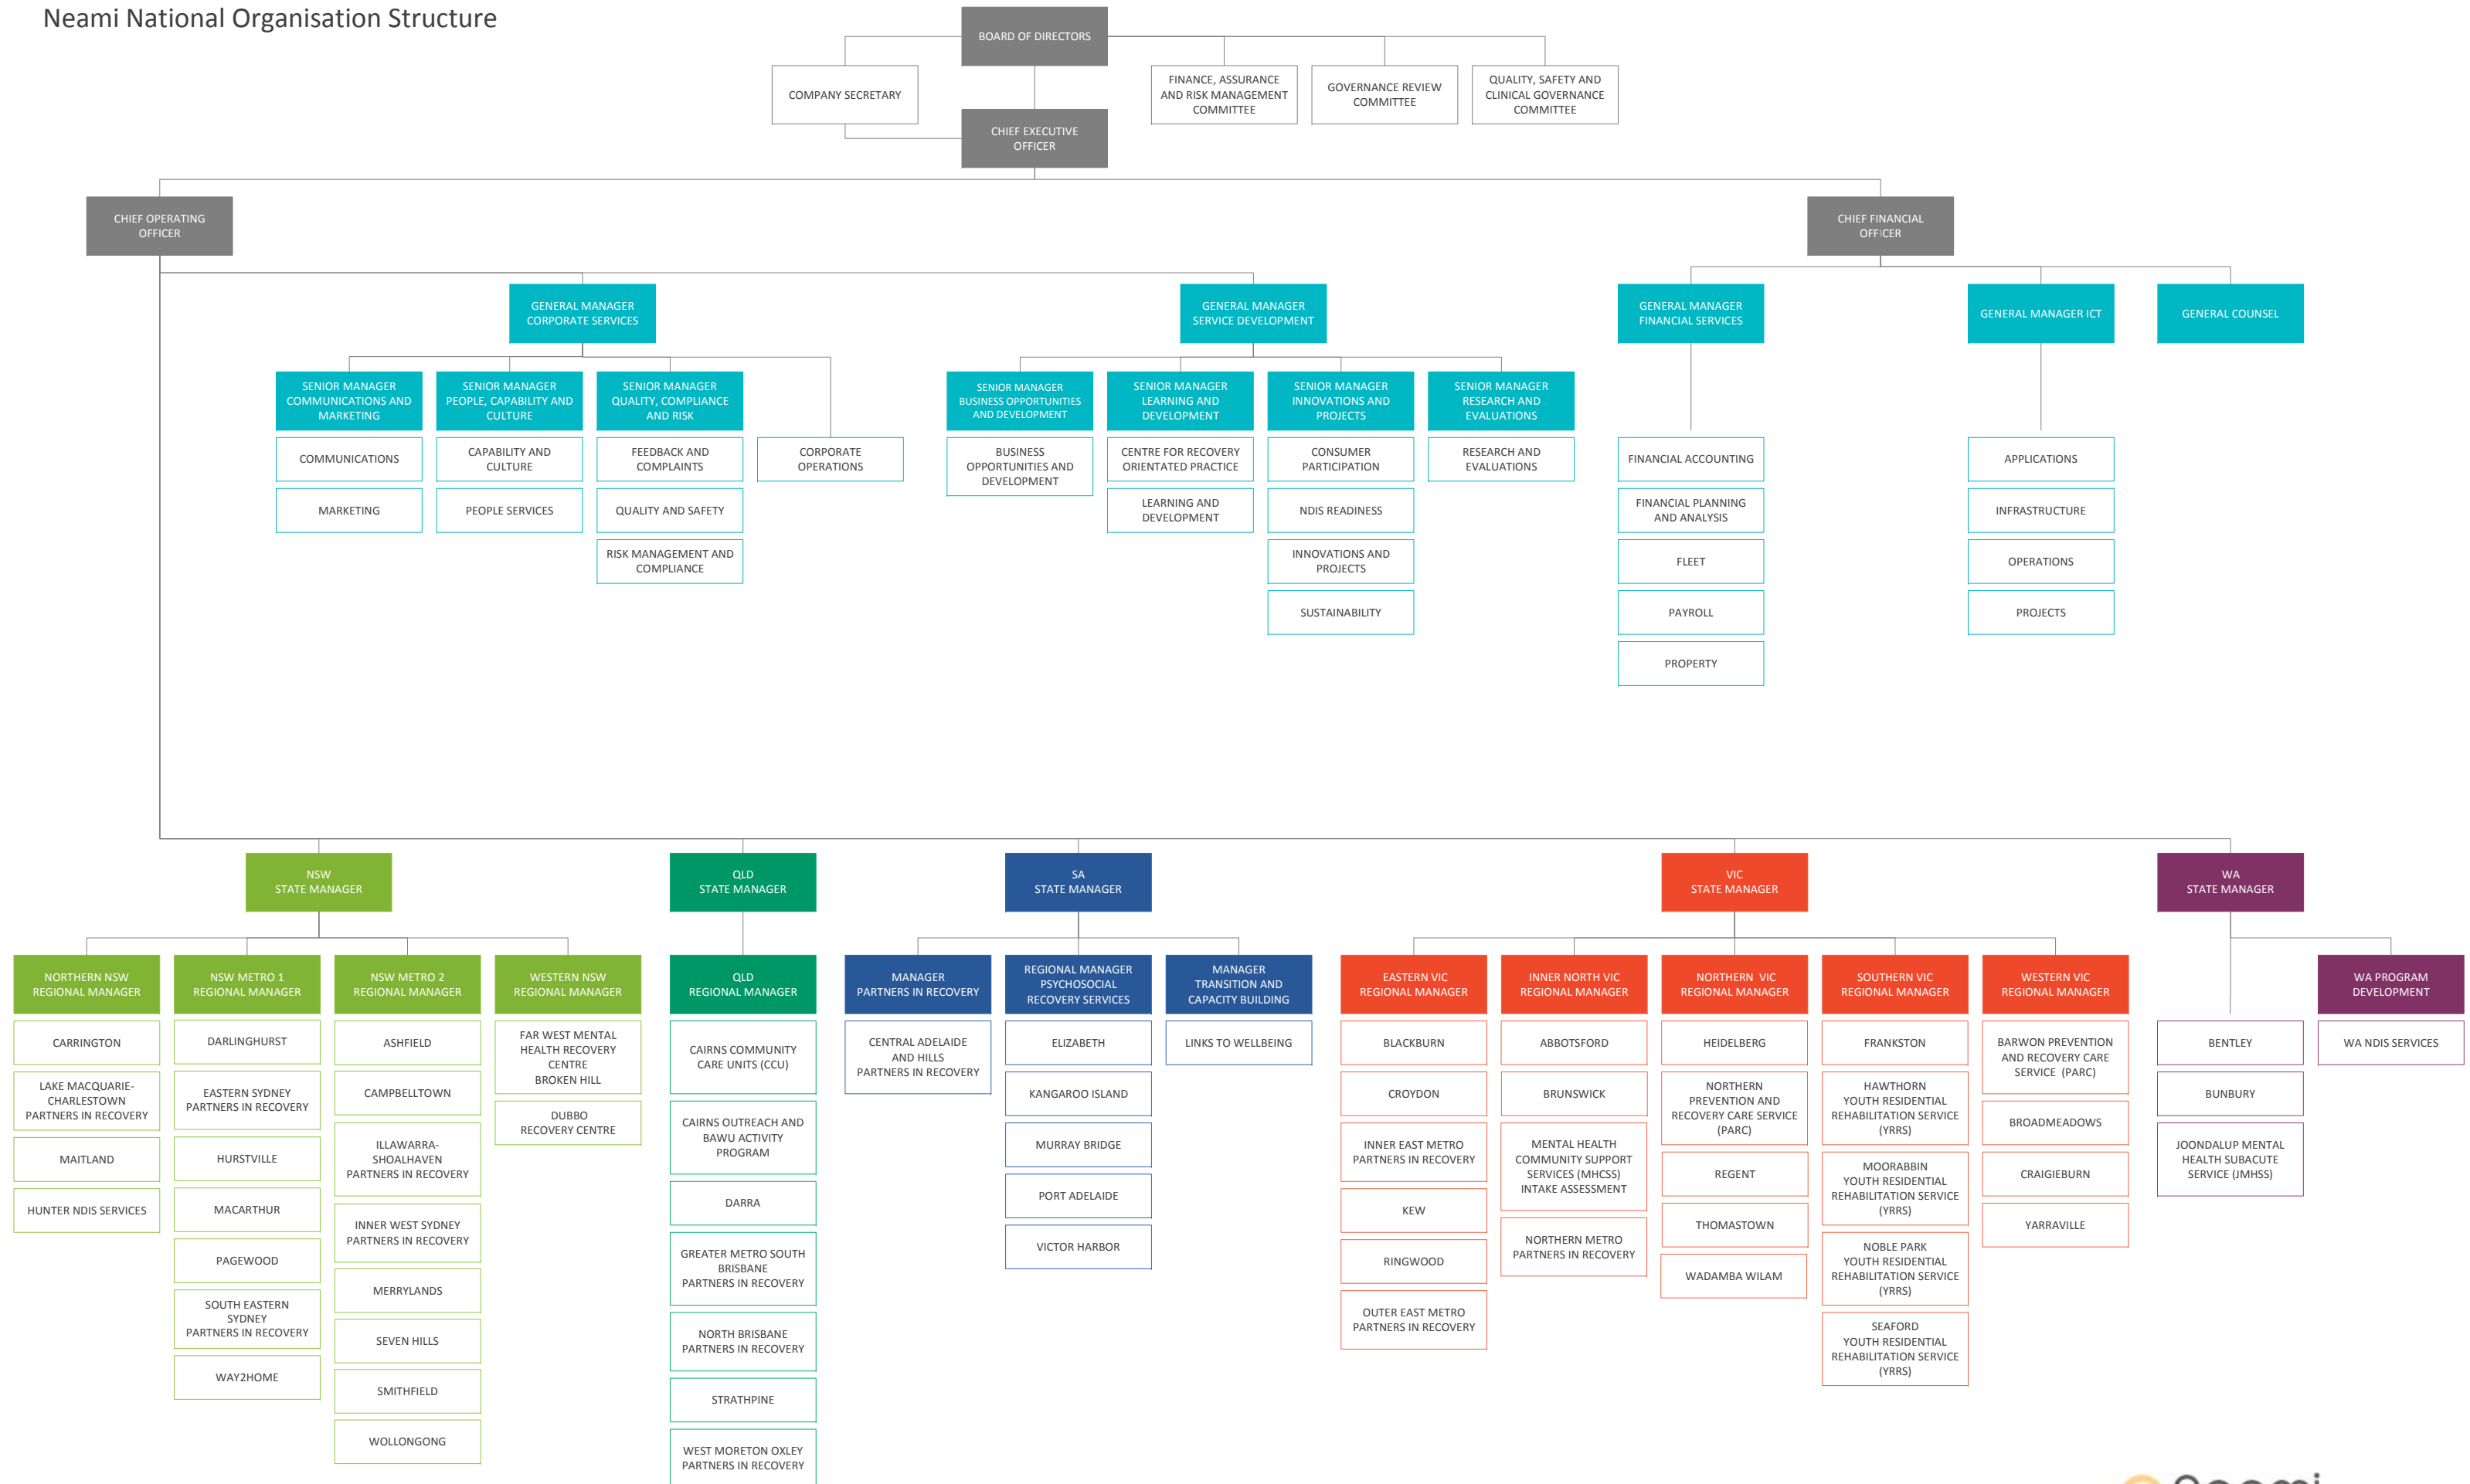 Neami National Organisation Structure
BOARD OF DIRECTORS
COMPANY SECRETARY
FINANCE, ASSURANCE
AND RISK MANAGEMENT
COMMITTEE
GOVERNANCE REVIEW
COMMITTEE
QUALITY, SAFETY AND
CLINICAL GOVERNANCE
COMMITTEE
CHIEF EXECUTIVE
OFFICER
CHIEF OPERATING
OFFICER
CHIEF FINANCIAL
OFFICER
GENERAL MANAGER
CORPORATE SERVICES
GENERAL MANAGER
SERVICE DEVELOPMENT
GENERAL MANAGER
FINANCIAL SERVICES
GENERAL MANAGER ICT
GENERAL COUNSEL
SENIOR MANAGER
COMMUNICATIONS AND
MARKETING
COMMUNICATIONS
MARKETING
SENIOR MANAGER
PEOPLE, CAPABILITY AND
CULTURE
CAPABILITY AND
CULTURE
PEOPLE SERVICES
SENIOR MANAGER
QUALITY, COMPLIANCE
AND RISK
FEEDBACK AND
COMPLAINTS
QUALITY AND SAFETY
RISK MANAGEMENT AND
COMPLIANCE
CORPORATE
OPERATIONS
SENIOR MANAGER
BUSINESS OPPORTUNITIES
AND DEVELOPMENT
BUSINESS
OPPORTUNITIES AND
DEVELOPMENT
SENIOR MANAGER
LEARNING AND
DEVELOPMENT
CENTRE FOR RECOVERY
ORIENTATED PRACTICE
LEARNING AND
DEVELOPMENT
SENIOR MANAGER
INNOVATIONS AND
PROJECTS
CONSUMER
PARTICIPATION
NDIS READINESS
INNOVATIONS AND
PROJECTS
SUSTAINABILITY
SENIOR MANAGER
RESEARCH AND
EVALUATIONS
RESEARCH AND
EVALUATIONS
FINANCIAL ACCOUNTING
FINANCIAL PLANNING
AND ANALYSIS
FLEET
PAYROLL
PROPERTY
APPLICATIONS
INFRASTRUCTURE
OPERATIONS
PROJECTS
NSW
STATE MANAGER
QLD
STATE MANAGER
SA
STATE MANAGER
VIC
STATE MANAGER
WA
STATE MANAGER
NORTHERN NSW
REGIONAL MANAGER
CARRINGTON
LAKE MACQUARIE-
CHARLESTOWN
PARTNERS IN RECOVERY
MAITLAND
HUNTER NDIS SERVICES
NSW METRO 1
REGIONAL MANAGER
DARLINGHURST
EASTERN SYDNEY
PARTNERS IN RECOVERY
HURSTVILLE
MACARTHUR
PAGEWOOD
SOUTH EASTERN
SYDNEY
PARTNERS IN RECOVERY
WAY2HOME
NSW METRO 2
REGIONAL MANAGER
ASHFIELD
CAMPBELLTOWN
ILLAWARRA-
SHOALHAVEN
PARTNERS IN RECOVERY
INNER WEST SYDNEY
PARTNERS IN RECOVERY
MERRYLANDS
SEVEN HILLS
SMITHFIELD
WOLLONGONG
WESTERN NSW
REGIONAL MANAGER
FAR WEST MENTAL
HEALTH RECOVERY
CENTRE
BROKEN HILL
DUBBO
RECOVERY CENTRE
QLD
REGIONAL MANAGER
CAIRNS COMMUNITY
CARE UNITS (CCU)
CAIRNS OUTREACH AND
BAWU ACTIVITY
PROGRAM
DARRA
GREATER METRO SOUTH
BRISBANE
PARTNERS IN RECOVERY
NORTH BRISBANE
PARTNERS IN RECOVERY
STRATHPINE
WEST MORETON OXLEY
PARTNERS IN RECOVERY
MANAGER
PARTNERS IN RECOVERY
CENTRAL ADELAIDE
AND HILLS
PARTNERS IN RECOVERY
REGIONAL MANAGER
PSYCHOSOCIAL
RECOVERY SERVICES
ELIZABETH
KANGAROO ISLAND
MURRAY BRIDGE
PORT ADELAIDE
VICTOR HARBOR
MANAGER
TRANSITION AND
CAPACITY BUILDING
LINKS TO WELLBEING
EASTERN VIC
REGIONAL MANAGER
BLACKBURN
CROYDON
INNER EAST METRO
PARTNERS IN RECOVERY
KEW
RINGWOOD
OUTER EAST METRO
PARTNERS IN RECOVERY
INNER NORTH VIC
REGIONAL MANAGER
ABBOTSFORD
BRUNSWICK
MENTAL HEALTH
COMMUNITY SUPPORT
SERVICES (MHCSS)
INTAKE ASSESSMENT
NORTHERN METRO
PARTNERS IN RECOVERY
NORTHERN VIC
REGIONAL MANAGER
HEIDELBERG
NORTHERN
PREVENTION AND
RECOVERY CARE SERVICE
(PARC)
REGENT
THOMASTOWN
WADAMBA WILAM
SOUTHERN VIC
REGIONAL MANAGER
FRANKSTON
HAWTHORN
YOUTH RESIDENTIAL
REHABILITATION SERVICE
(YRRS)
MOORABBIN
YOUTH RESIDENTIAL
REHABILITATION SERVICE
(YRRS)
NOBLE PARK
YOUTH RESIDENTIAL
REHABILITATION SERVICE
(YRRS)
SEAFORD
YOUTH RESIDENTIAL
REHABILITATION SERVICE
(YRRS)
WESTERN VIC
REGIONAL MANAGER
BARWON PREVENTION
AND RECOVERY CARE
SERVICE (PARC)
BROADMEADOWS
CRAIGIEBURN
YARRAVILLE
BENTLEY
BUNBURY
JOONDALUP MENTAL
HEALTH SUBACUTE
SERVICE (JMHSS)
WA PROGRAM
DEVELOPMENT
WA NDIS SERVICES